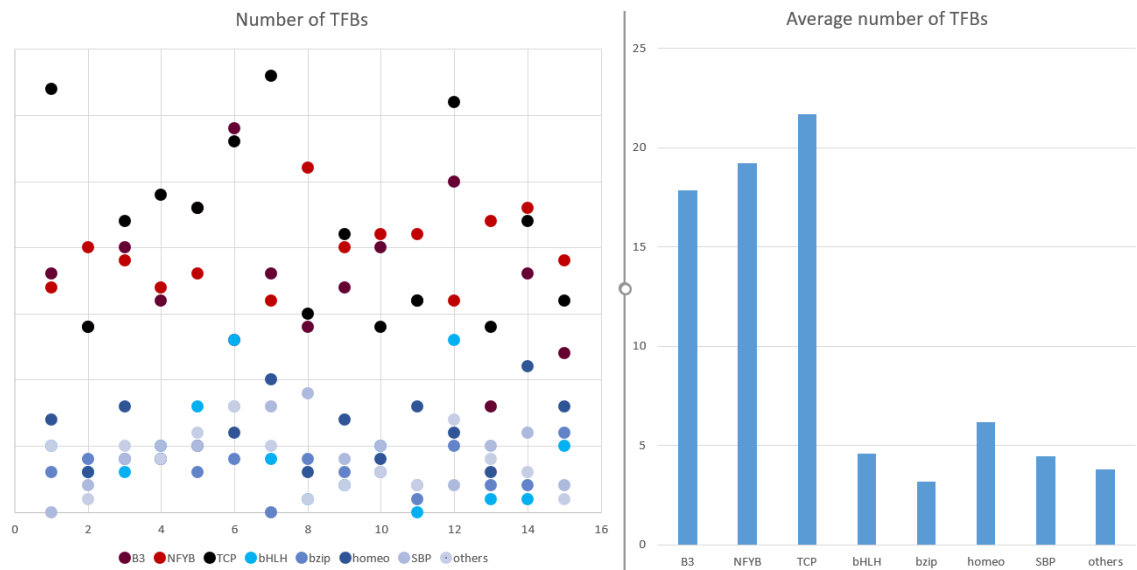 Number of TFBs
0 2 4 6 8 10 12 14 16
B3 NFYB TCP bHLH bzip homeo SBP others
Average number of TFBs
25
20
15
10
5
0
B3 NFYB TCP bHLH bzip homeo SBP others